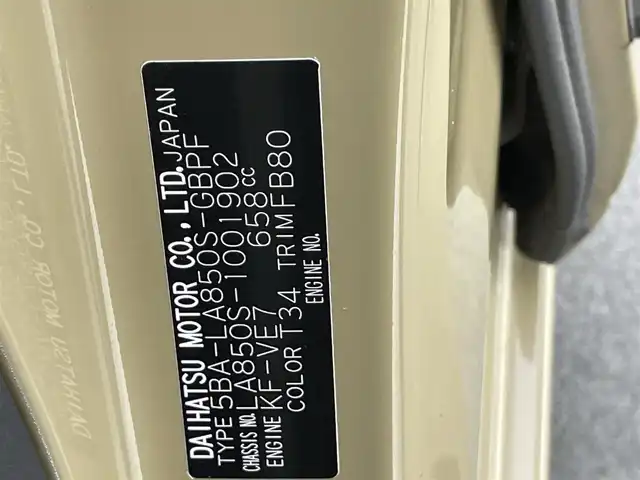 DAIHATSU MOTOR CO., LTD. JAPAN
TYPE 5BA-LA850S-GBPF
CHASSIS NO. LA850S-1001902
ENGINE KF-VE7 658cc
COLOR T34 TRIM FB80
ENGINE NO.